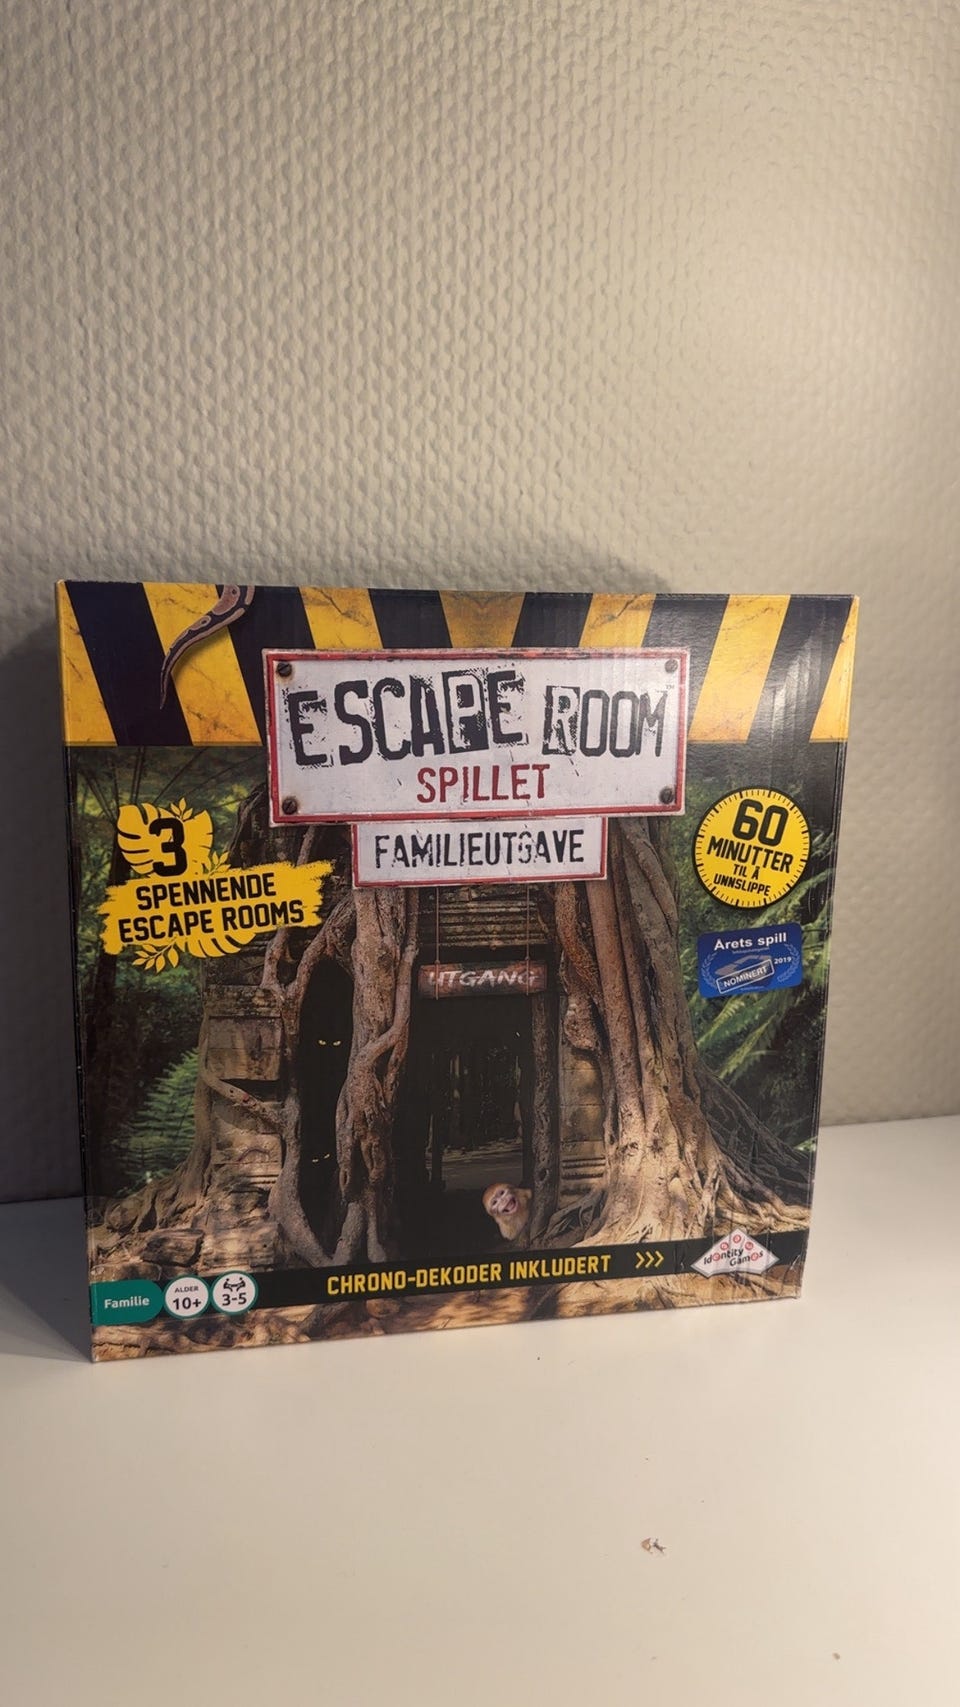 ESCAPE ROOM
SPILLET
FAMILIEUTGAVE
3
SPENNENDE
ESCAPE ROOMS
60
MINUTTER
TIL Å
UNNSLIPPE
Årets spill
2019
NOMINERT
UTGANG
CHRONO-DEKODER INKLUDERT >>>
Identity
Games
Familie
ALDER
10+
3-5